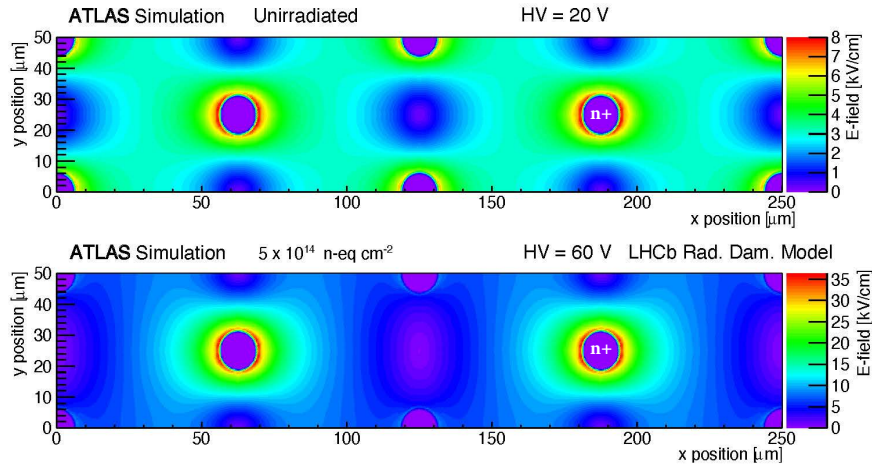 ATLAS Simulation Unirradiated HV = 20 V
y position [μm]
50
40
30
20
10
0
n+
0 50 100 150 200 250
x position [μm]
8
7
6
5
4
3
2
1
0
E-field [kV/cm]
ATLAS Simulation 5 x 10¹⁴ n-eq cm⁻² HV = 60 V LHCb Rad. Dam. Model
y position [μm]
50
40
30
20
10
0
n+
0 50 100 150 200 250
x position [μm]
35
30
25
20
15
10
5
0
E-field [kV/cm]